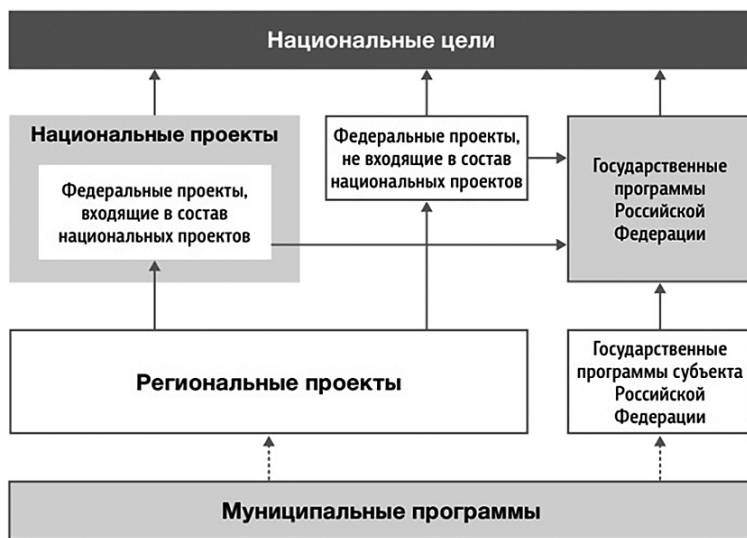 Национальные цели
Национальные проекты
Федеральные проекты,
входящие в состав
национальных проектов
Федеральные проекты,
не входящие в состав
национальных проектов
Государственные
программы
Российской
Федерации
Региональные проекты
Государственные
программы субъекта
Российской
Федерации
Муниципальные программы